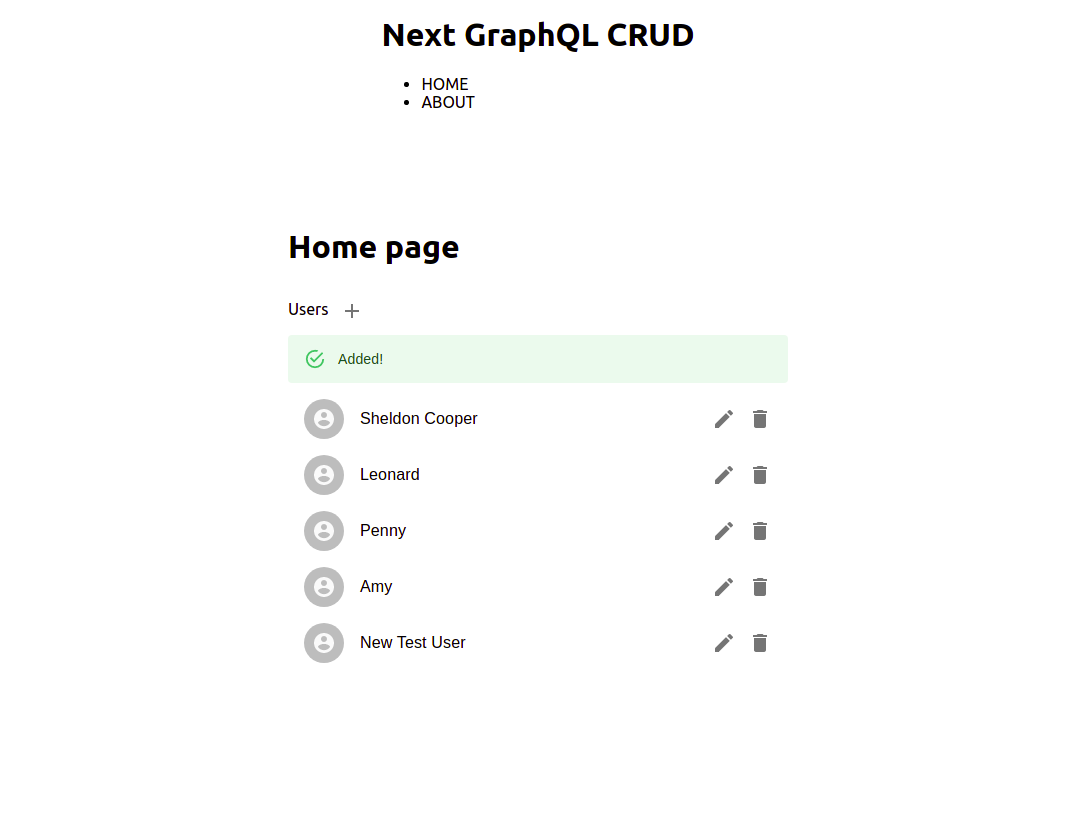 Next GraphQL CRUD
HOME
ABOUT
Home page
Users
Added!
Sheldon Cooper
Leonard
Penny
Amy
New Test User